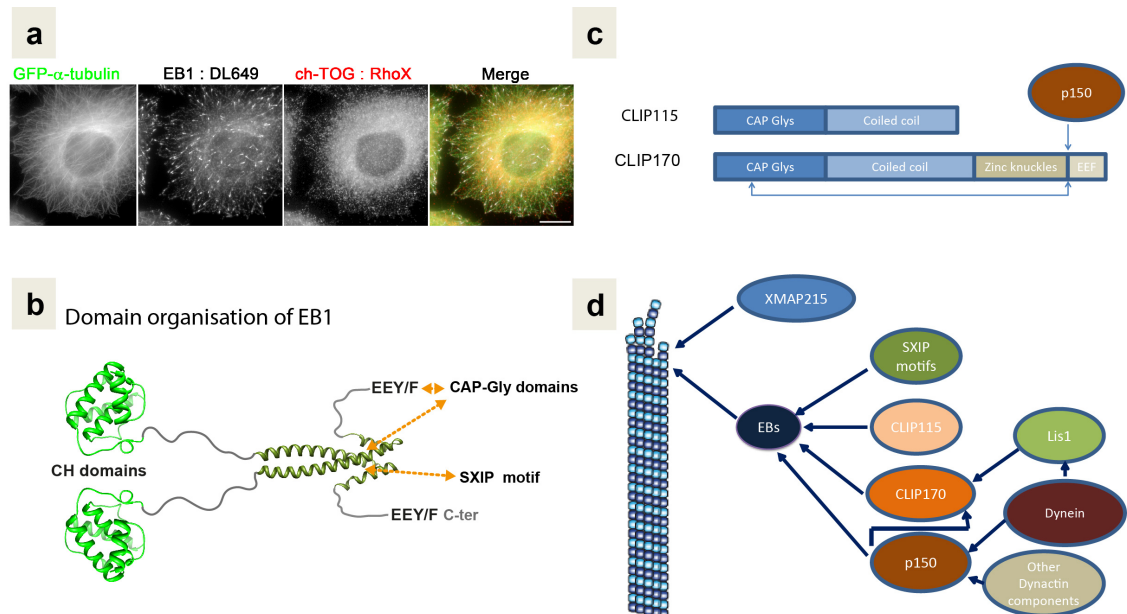 a
GFP-α-tubulin
EB1 : DL649
ch-TOG : RhoX
Merge
b
Domain organisation of EB1
EEY/F
CAP-Gly domains
CH domains
SXIP motif
EEY/F C-ter
c
p150
CLIP115
CAP Glys
Coiled coil
CLIP170
CAP Glys
Coiled coil
Zinc knuckles
EEF
d
XMAP215
SXIP
motifs
EBs
CLIP115
Lis1
CLIP170
Dynein
p150
Other
Dynactin
components